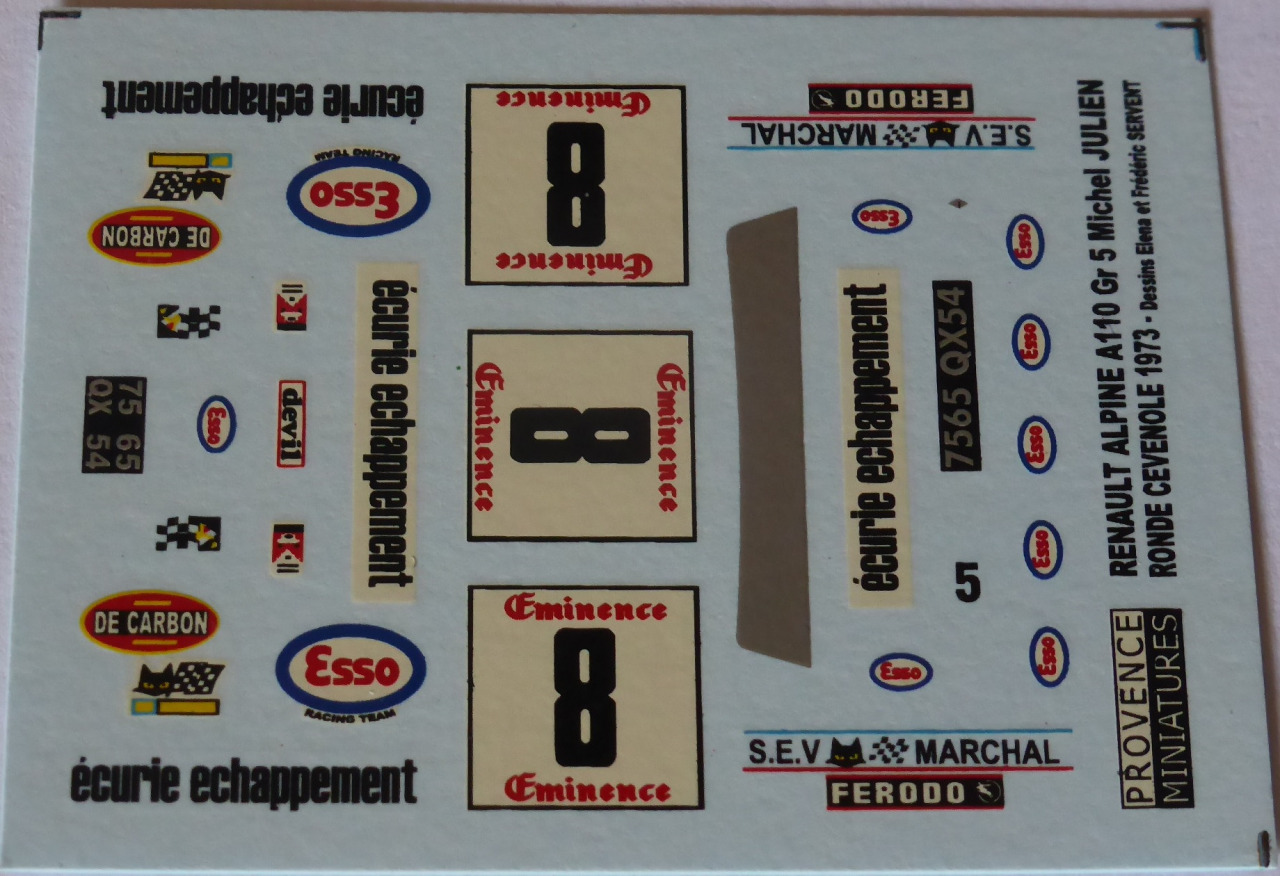 écurie echappement
RACING TEAM
Esso
DE CARBON
75 65
QX 54
Esso
devil
écurie echappement
DE CARBON
Esso
RACING TEAM
écurie echappement
Eminence
8
Eminence
Eminence
8
Eminence
Eminence
8
Eminence
FERODO
S.E.V MARCHAL
Esso
écurie echappement
7565 QX54
5
Esso
Esso
Esso
Esso
Esso
Esso
S.E.V MARCHAL
FERODO
RENAULT ALPINE A110 Gr 5 Michel JULIEN
RONDE CEVENOLE 1973 - Dessins Elena et Frédéric SERVENT
PROVENCE
MINIATURES